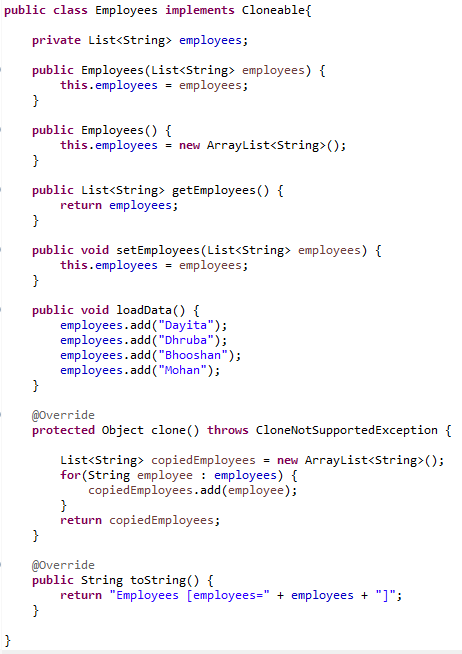 public class Employees implements Cloneable{
private List<String> employees;
public Employees(List<String> employees) {
this.employees = employees;
}
public Employees() {
this.employees = new ArrayList<String>();
}
public List<String> getEmployees() {
return employees;
}
public void setEmployees(List<String> employees) {
this.employees = employees;
}
public void loadData() {
employees.add("Dayita");
employees.add("Dhruba");
employees.add("Bhooshan");
employees.add("Mohan");
}
@Override
protected Object clone() throws CloneNotSupportedException {
List<String> copiedEmployees = new ArrayList<String>();
for(String employee : employees) {
copiedEmployees.add(employee);
}
return copiedEmployees;
}
@Override
public String toString() {
return "Employees [employees=" + employees + "]";
}
}